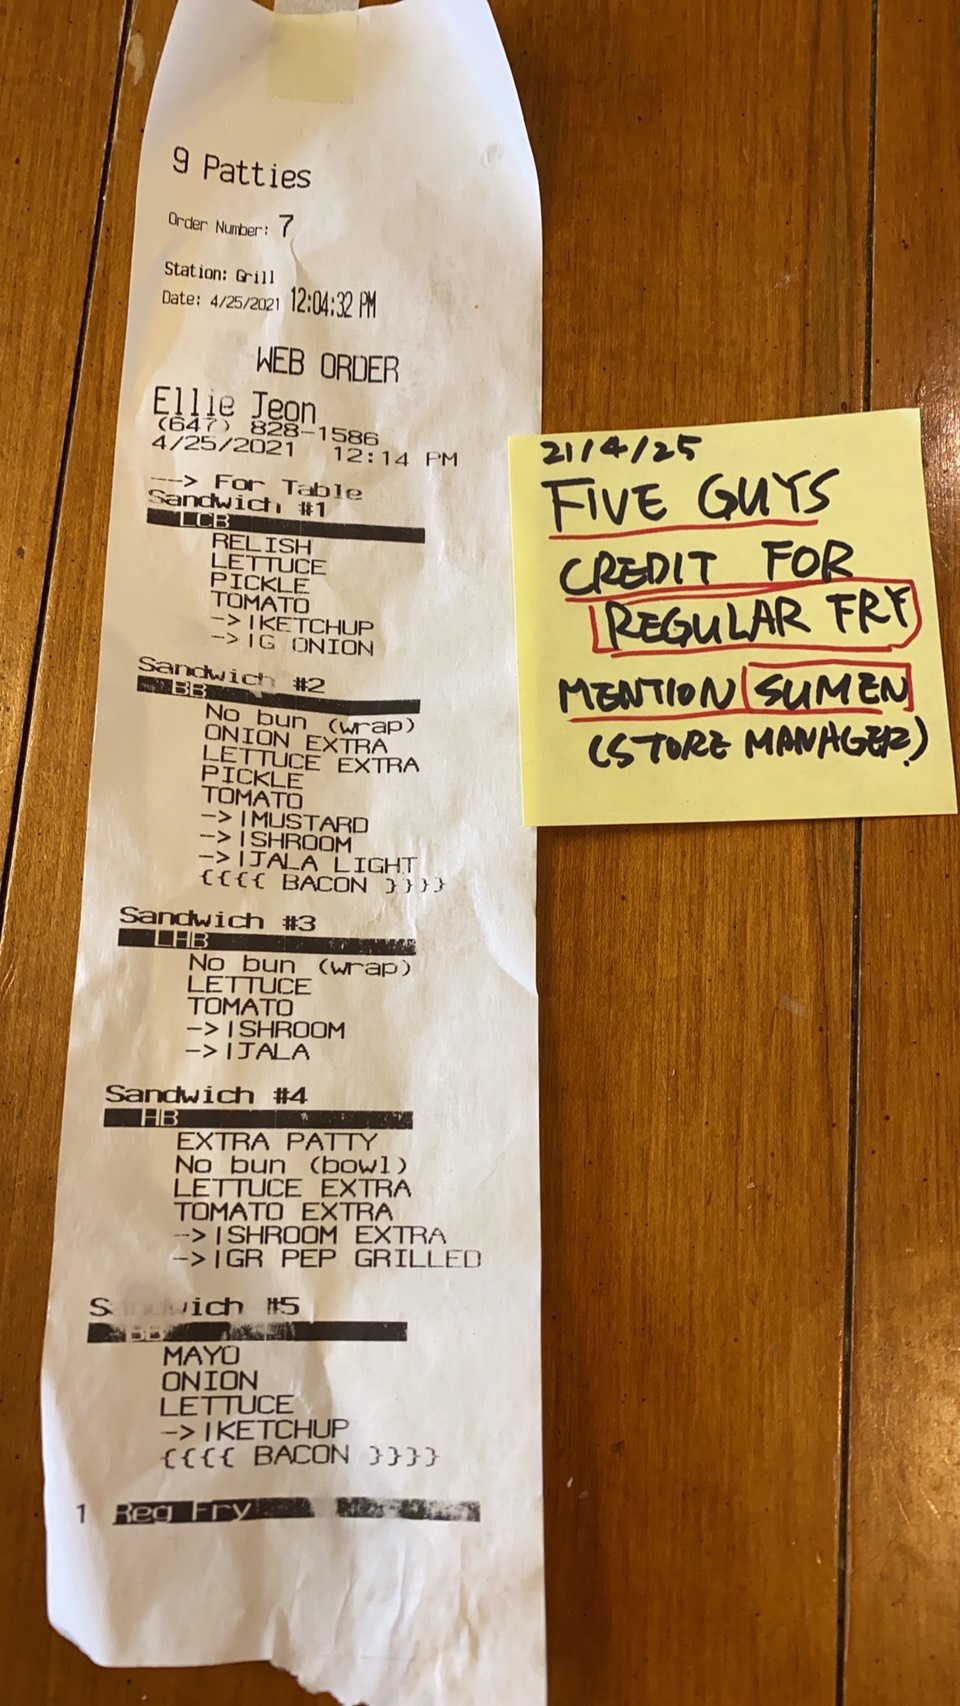 9 Patties
Order Number: 7
Station: Grill
Date: 4/25/2021 12:04:32 PM
WEB ORDER
Ellie Jeon
(647) 828-1586
4/25/2021 12:14 PM
---> For Table
Sandwich #1
LCB
RELISH
LETTUCE
PICKLE
TOMATO
->|KETCHUP
->|G ONION
Sandwich #2
BB
No bun (wrap)
ONION EXTRA
LETTUCE EXTRA
PICKLE
TOMATO
->|MUSTARD
->|SHROOM
->|JALA LIGHT
{{{{ BACON }}}}
Sandwich #3
LHB
No bun (wrap)
LETTUCE
TOMATO
->|SHROOM
->|JALA
Sandwich #4
HB
EXTRA PATTY
No bun (bowl)
LETTUCE EXTRA
TOMATO EXTRA
->|SHROOM EXTRA
->|GR PEP GRILLED
Sandwich #5
BB
MAYO
ONION
LETTUCE
->|KETCHUP
{{{{ BACON }}}}
1 Reg Fry
21/4/25
FIVE GUYS
CREDIT FOR
REGULAR FRY
MENTION SUMEN
(STORE MANAGER)